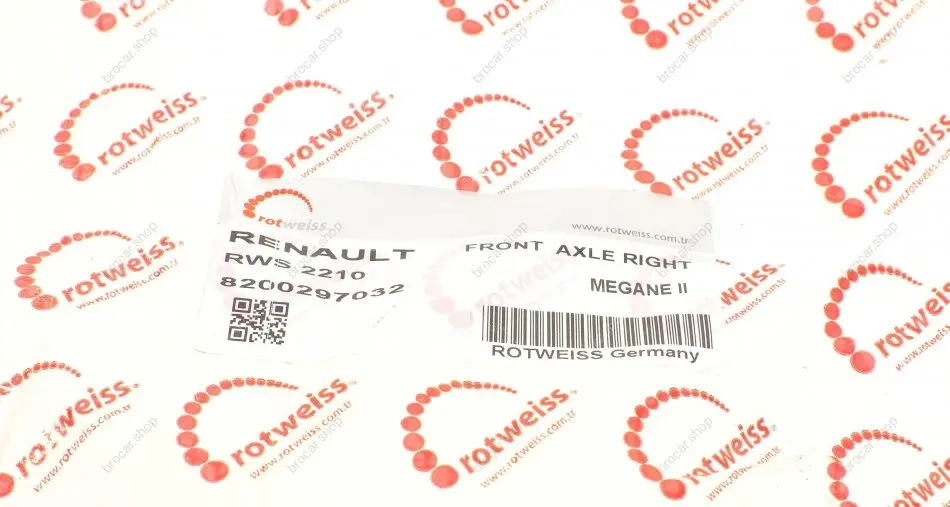 rotweiss
www.rotweiss.com.tr
RENAULT
RWS 2210
8200297032
FRONT AXLE RIGHT
MEGANE II
ROTWEISS Germany
rotweiss
www.rotweiss.com.tr
brocar.shop